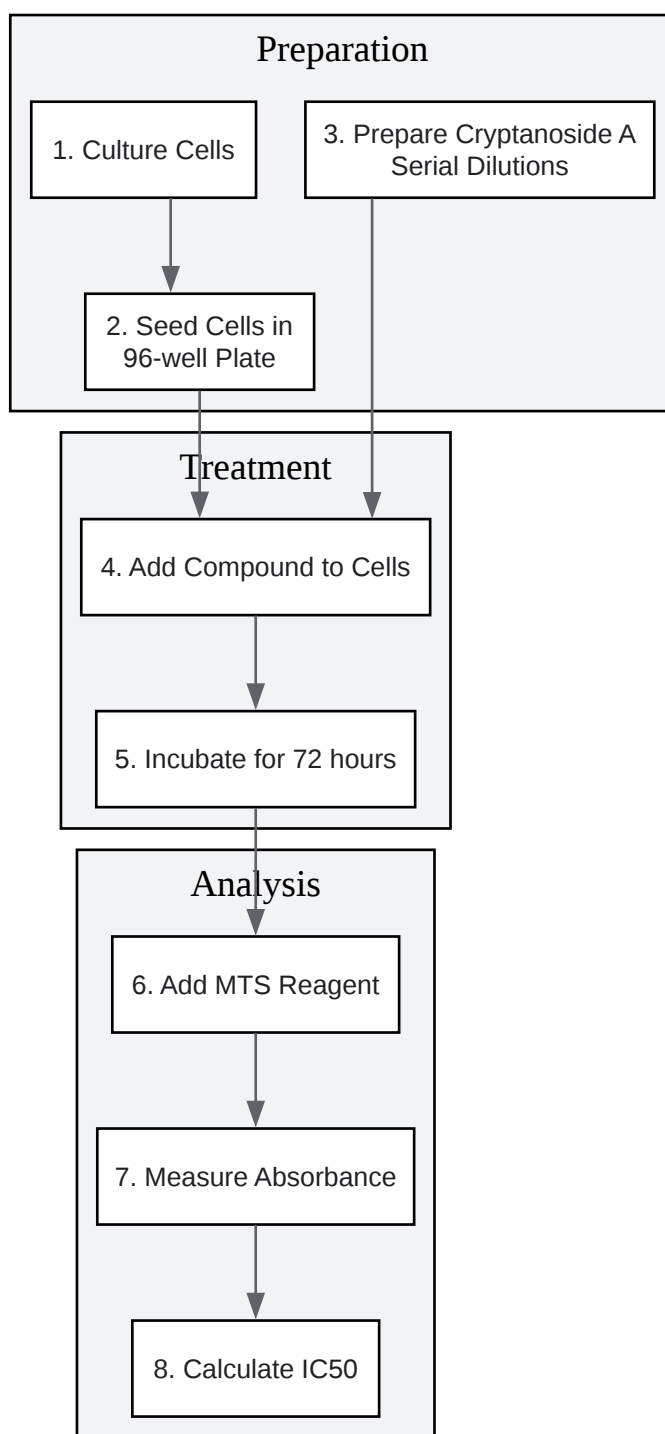 Preparation
1. Culture Cells
3. Prepare Cryptanoside A
Serial Dilutions
2. Seed Cells in
96-well Plate
Treatment
4. Add Compound to Cells
5. Incubate for 72 hours
Analysis
6. Add MTS Reagent
7. Measure Absorbance
8. Calculate IC50